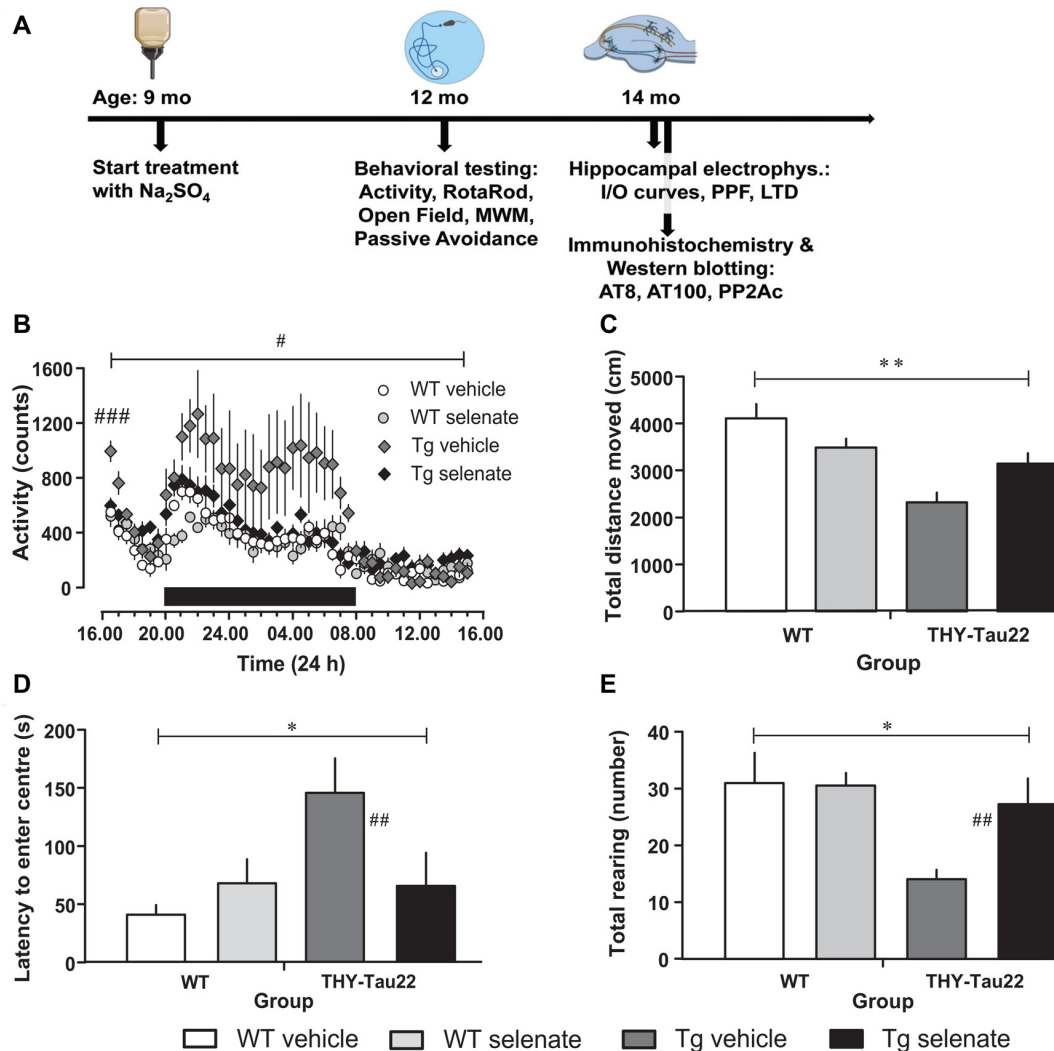 A
Age: 9 mo
12 mo
14 mo
Start treatment
with Na₂SO₄
Behavioral testing:
Activity, RotaRod,
Open Field, MWM,
Passive Avoidance
Hippocampal electrophys.:
I/O curves, PPF, LTD
Immunohistochemistry &
Western blotting:
AT8, AT100, PP2Ac
B
#
###
Activity (counts)
1600
1200
800
400
0
WT vehicle
WT selenate
Tg vehicle
Tg selenate
16.00 20.00 24.00 04.00 8.00 12.00 16.00
Time (24 h)
C
**
Total distance moved (cm)
5000
4000
3000
2000
1000
0
WT THY-Tau22
Group
D
*
##
Latency to enter centre (s)
200
150
100
50
0
WT THY-Tau22
Group
E
*
##
Total rearing (number)
40
30
20
10
0
WT THY-Tau22
Group
WT vehicle WT selenate Tg vehicle Tg selenate